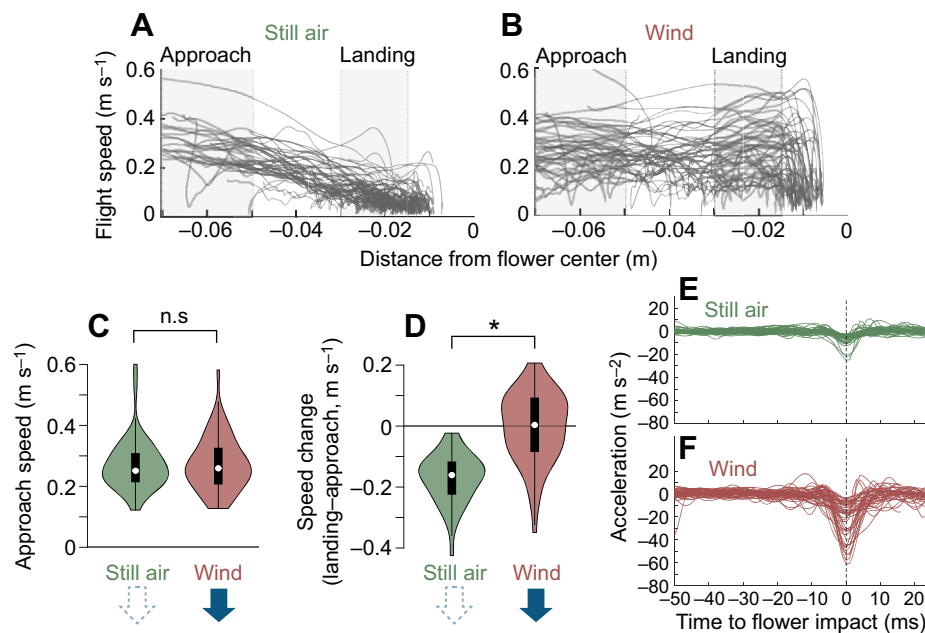 A
Still air
Approach
Landing
Flight speed (m s⁻¹)
0.6
0.4
0.2
0
−0.06
−0.04
−0.02
0
B
Wind
Approach
Landing
0.6
0.4
0.2
0
−0.06
−0.04
−0.02
0
Distance from flower center (m)
C
n.s
Approach speed (m s⁻¹)
0.6
0.4
0.2
0
Still air
Wind
D
*
Speed change
(landing–approach, m s⁻¹)
0.2
0
−0.2
−0.4
Still air
Wind
E
Still air
20
0
−20
−40
−60
−80
Acceleration (m s⁻²)
F
Wind
20
0
−20
−40
−60
−80
−50
−40
−30
−20
−10
0
10
20
Time to flower impact (ms)